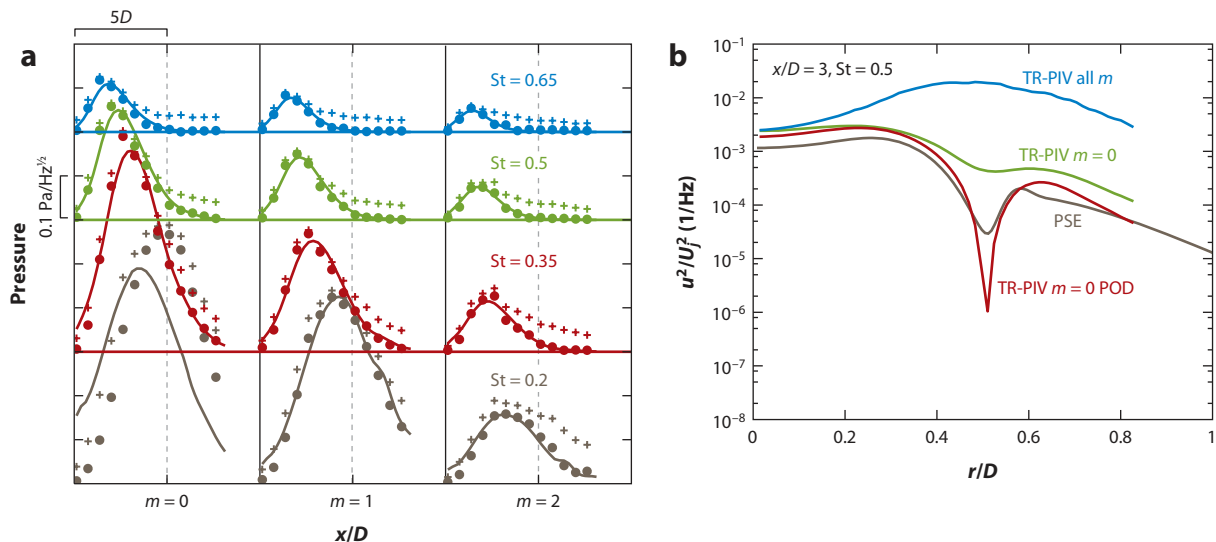 5D
a
St = 0.65
St = 0.5
St = 0.35
St = 0.2
0.1 Pa/Hz½
Pressure
m = 0
m = 1
m = 2
x/D
b
x/D = 3, St = 0.5
TR-PIV all m
TR-PIV m = 0
PSE
TR-PIV m = 0 POD
u²/Uⱼ² (1/Hz)
10⁻¹
10⁻²
10⁻³
10⁻⁴
10⁻⁵
10⁻⁶
10⁻⁷
10⁻⁸
0 0.2 0.4 0.6 0.8 1
r/D